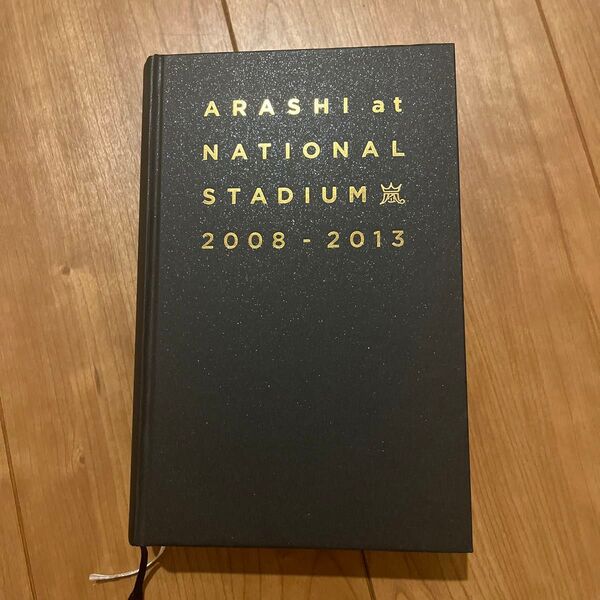 ARASHI at
NATIONAL
STADIUM 嵐
2008 - 2013